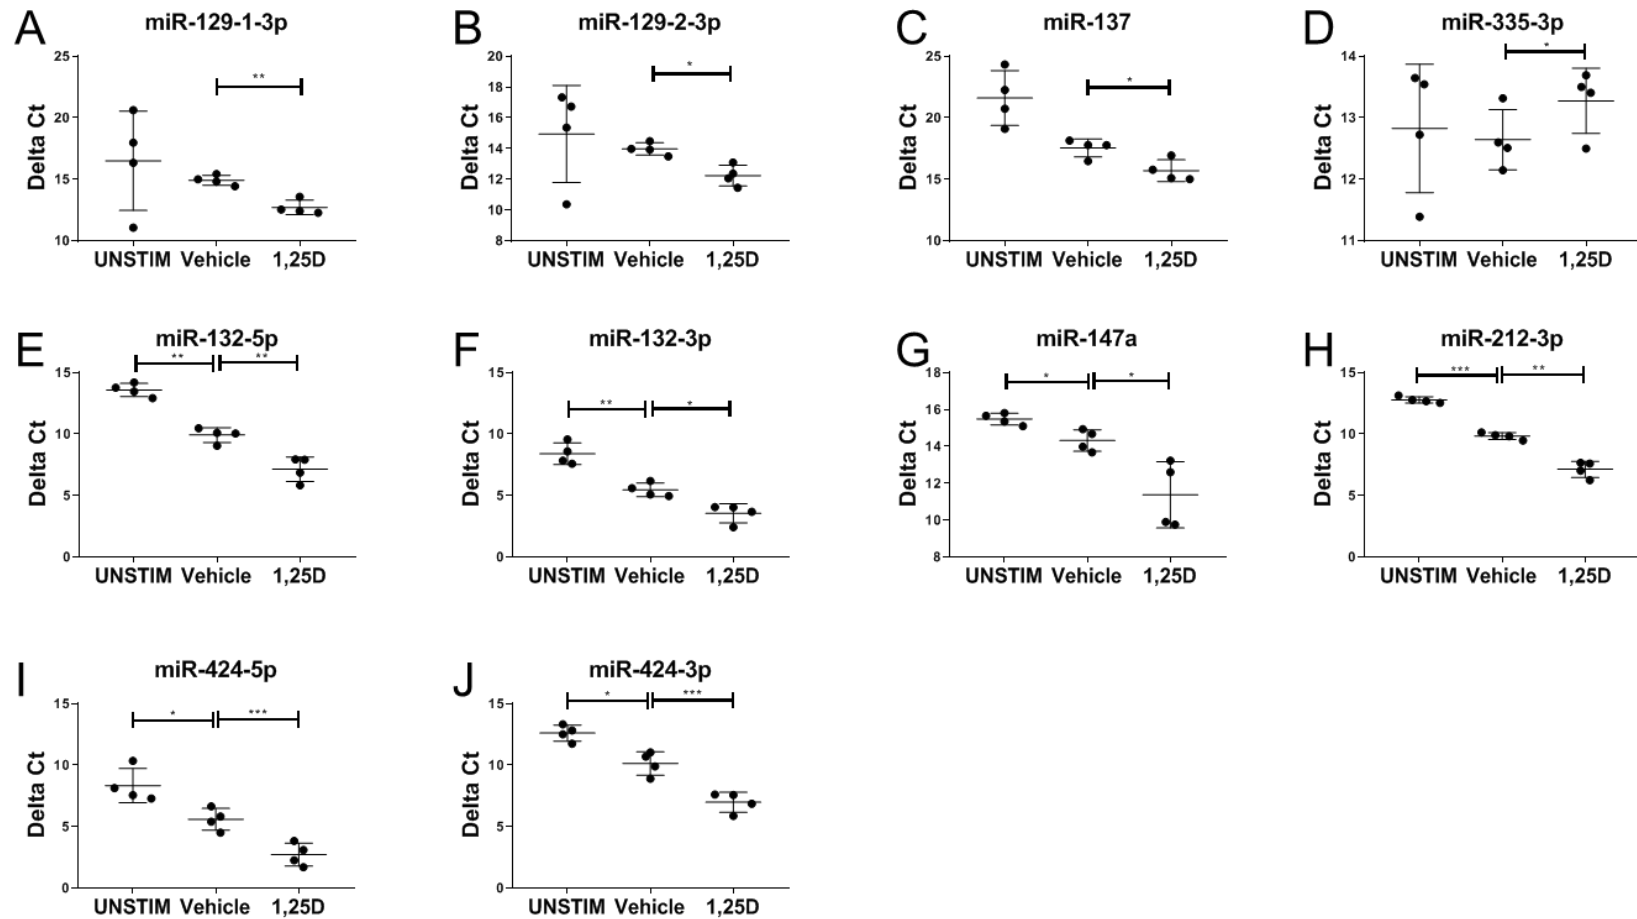 A miR-129-1-3p
Delta Ct
25
20
15
10
**
UNSTIM Vehicle 1,25D
B miR-129-2-3p
Delta Ct
20
18
16
14
12
10
8
*
UNSTIM Vehicle 1,25D
C miR-137
Delta Ct
25
20
15
10
*
UNSTIM Vehicle 1,25D
D miR-335-3p
Delta Ct
14
13
12
11
*
UNSTIM Vehicle 1,25D
E miR-132-5p
Delta Ct
15
10
5
0
** **
UNSTIM Vehicle 1,25D
F miR-132-3p
Delta Ct
15
10
5
0
** *
UNSTIM Vehicle 1,25D
G miR-147a
Delta Ct
18
16
14
12
10
8
* *
UNSTIM Vehicle 1,25D
H miR-212-3p
Delta Ct
15
10
5
0
*** **
UNSTIM Vehicle 1,25D
I miR-424-5p
Delta Ct
15
10
5
0
* ***
UNSTIM Vehicle 1,25D
J miR-424-3p
Delta Ct
15
10
5
0
* ***
UNSTIM Vehicle 1,25D